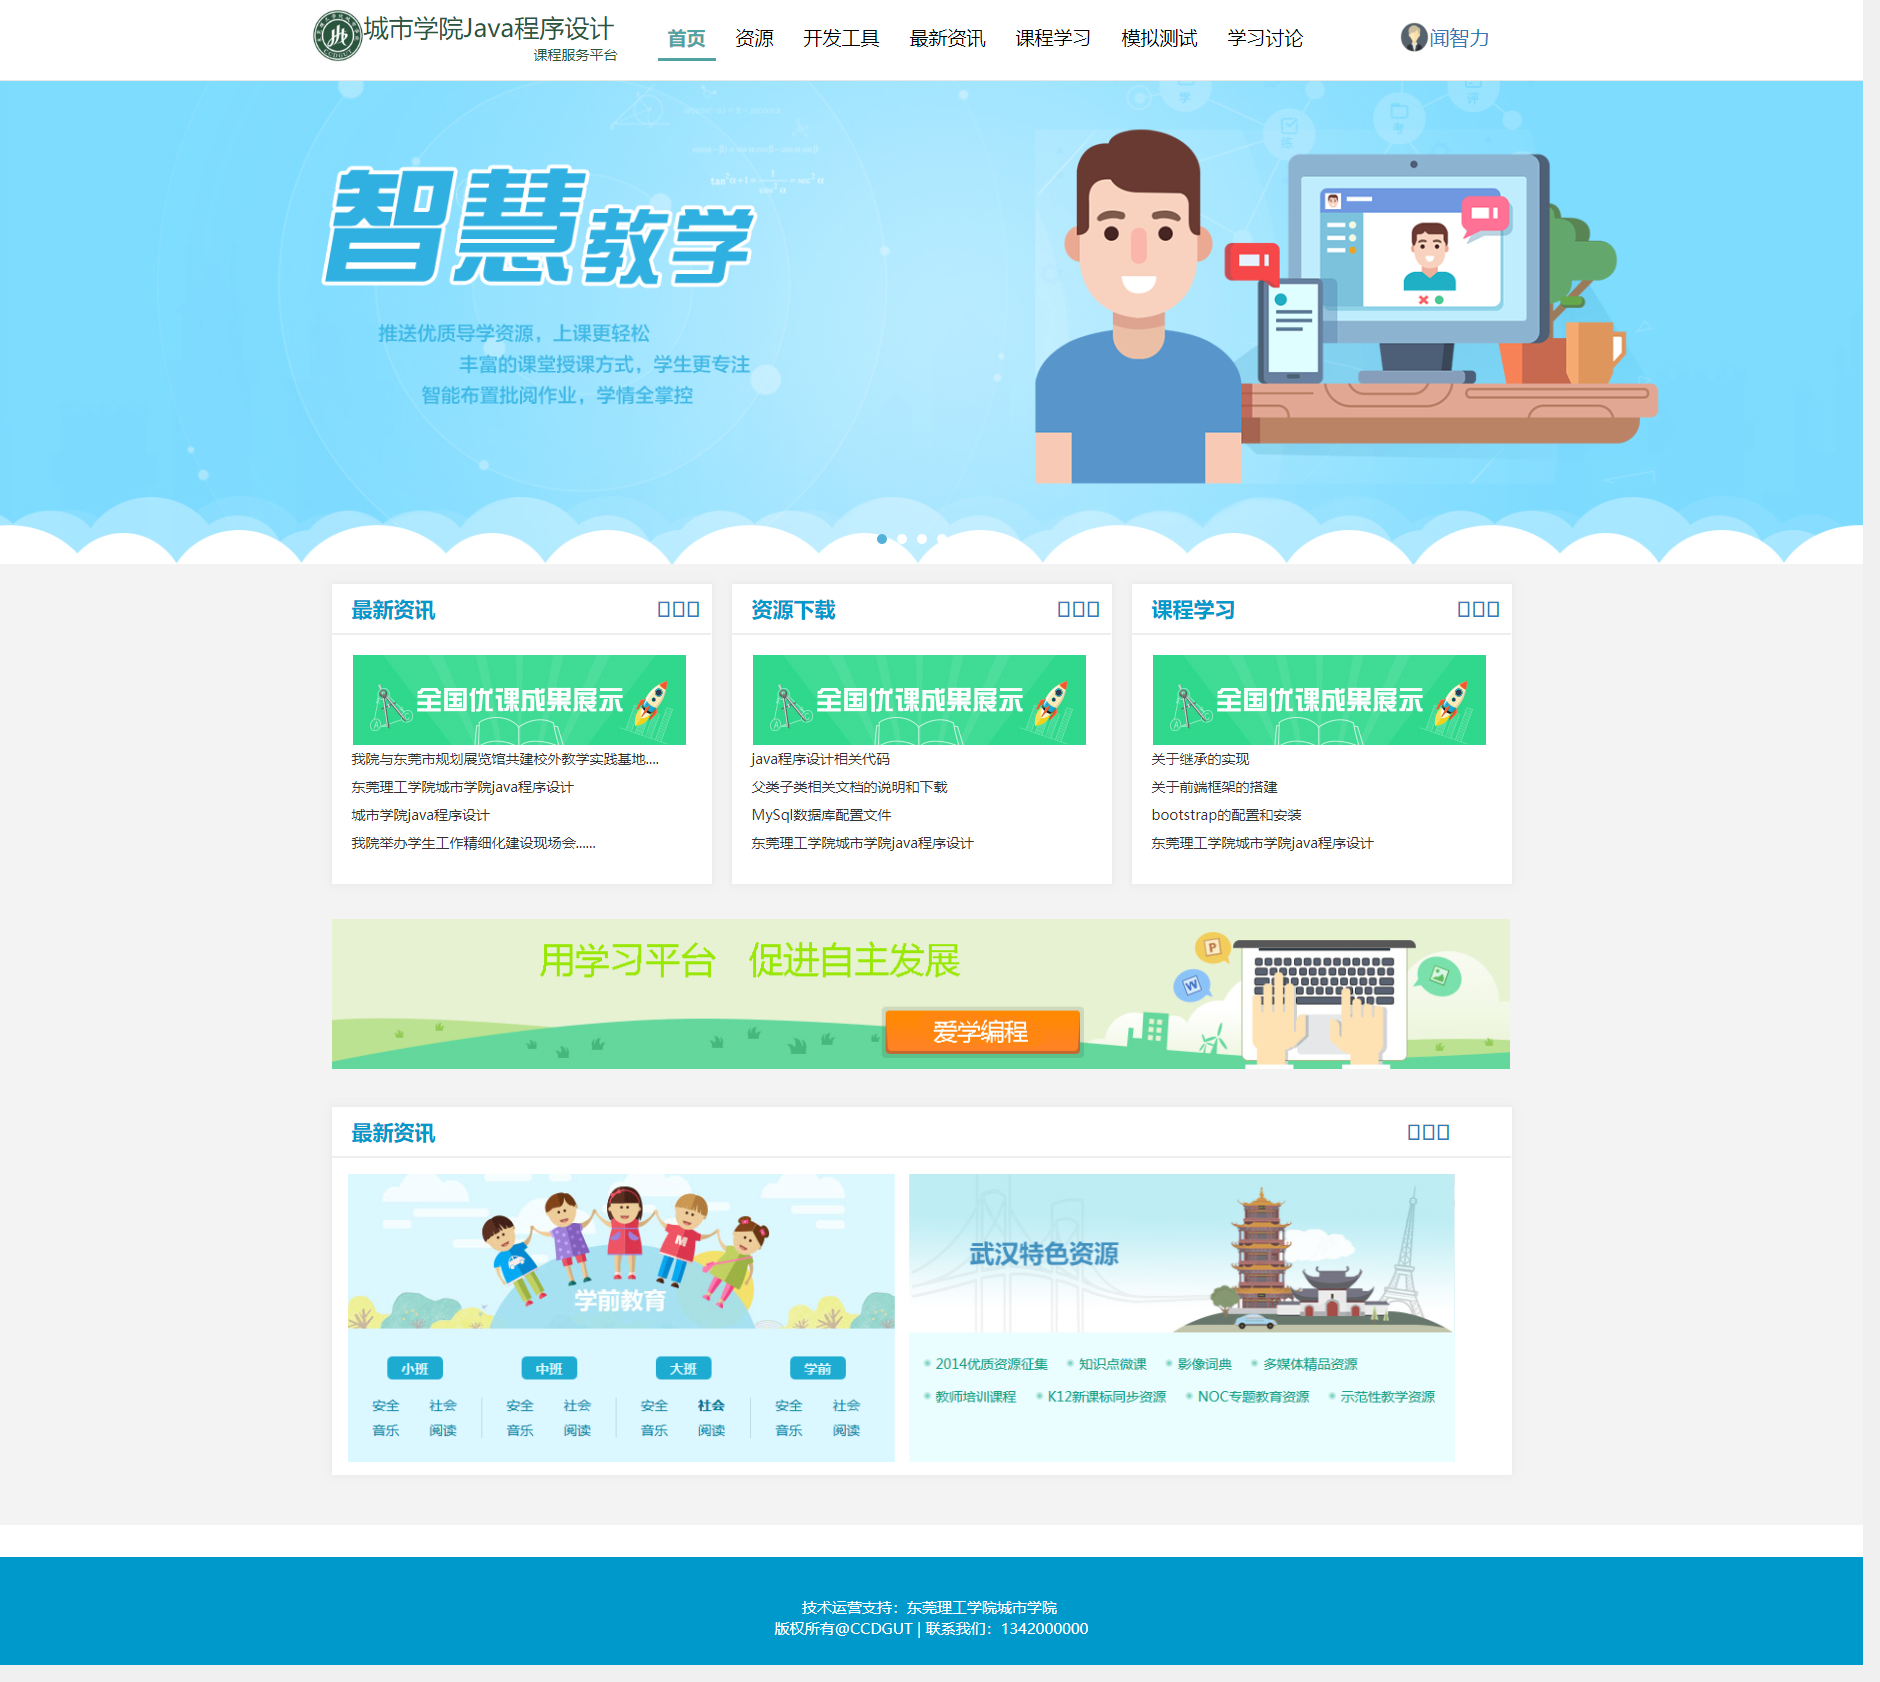 城市学院Java程序设计
课程服务平台
首页 资源 开发工具 最新资讯 课程学习 模拟测试 学习讨论
闻智力
学
评
练
考
tan²α+1=1/cos²α=sec²α
智慧教学
推送优质导学资源，上课更轻松
丰富的课堂授课方式，学生更专注
智能布置批阅作业，学情全掌控
最新资讯
全国优课成果展示
我院与东莞市规划展览馆共建校外教学实践基地....
东莞理工学院城市学院java程序设计
城市学院java程序设计
我院举办学生工作精细化建设现场会......
资源下载
全国优课成果展示
java程序设计相关代码
父类子类相关文档的说明和下载
MySql数据库配置文件
东莞理工学院城市学院java程序设计
课程学习
全国优课成果展示
关于继承的实现
关于前端框架的搭建
bootstrap的配置和安装
东莞理工学院城市学院java程序设计
用学习平台 促进自主发展
爱学编程
P
W
最新资讯
M
学前教育
小班 中班 大班 学前
安全 社会 安全 社会 安全 社会 安全 社会
音乐 阅读 音乐 阅读 音乐 阅读 音乐 阅读
武汉特色资源
2014优质资源征集 知识点微课 影像词典 多媒体精品资源
教师培训课程 K12新课标同步资源 NOC专题教育资源 示范性教学资源
技术运营支持：东莞理工学院城市学院
版权所有@CCDGUT | 联系我们：1342000000